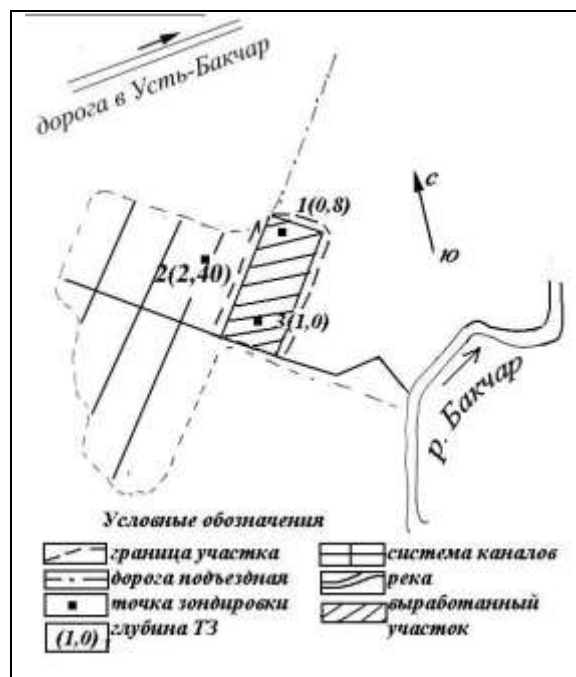 дорога в Усть-Бакчар
1(0,8)
с
ю
2(2,40)
3(1,0)
р. Бакчар
Условные обозначения
граница участка
дорога подъездная
точка зондировки
(1,0) глубина ТЗ
система каналов
река
выработанный
участок